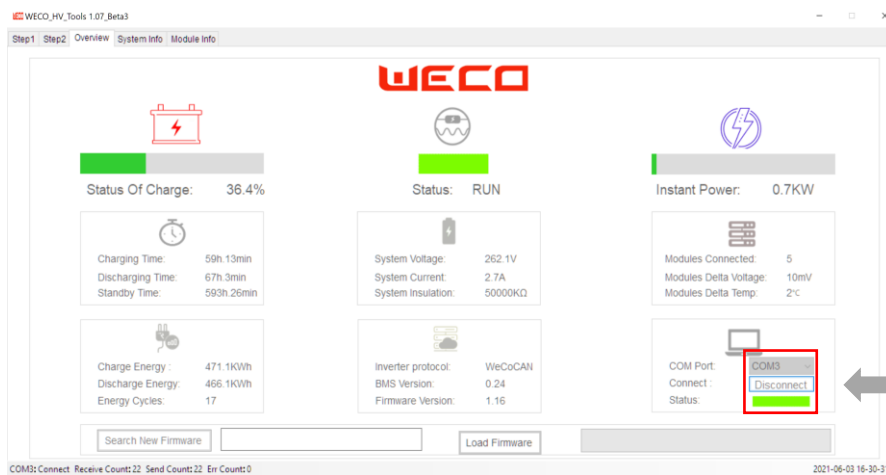 WECO_HV_Tools 1.07_Beta3
Step1 Step2 Overview System Info Module Info
WECO
Status Of Charge: 36.4%
Status: RUN
Instant Power: 0.7KW
Charging Time: 59h.13min
Discharging Time: 67h.3min
Standby Time: 593h.26min
System Voltage: 262.1V
System Current: 2.7A
System Insulation: 50000KΩ
Modules Connected: 5
Modules Delta Voltage: 10mV
Modules Delta Temp: 2℃
Charge Energy : 471.1KWh
Discharge Energy: 466.1KWh
Energy Cycles: 17
Inverter protocol: WeCoCAN
BMS Version: 0.24
Firmware Version: 1.16
COM Port: COM3
Connect : Disconnect
Status:
Search New Firmware
Load Firmware
COM3: Connect Receive Count: 22 Send Count: 22 Err Count: 0
2021-06-03 16-30-3